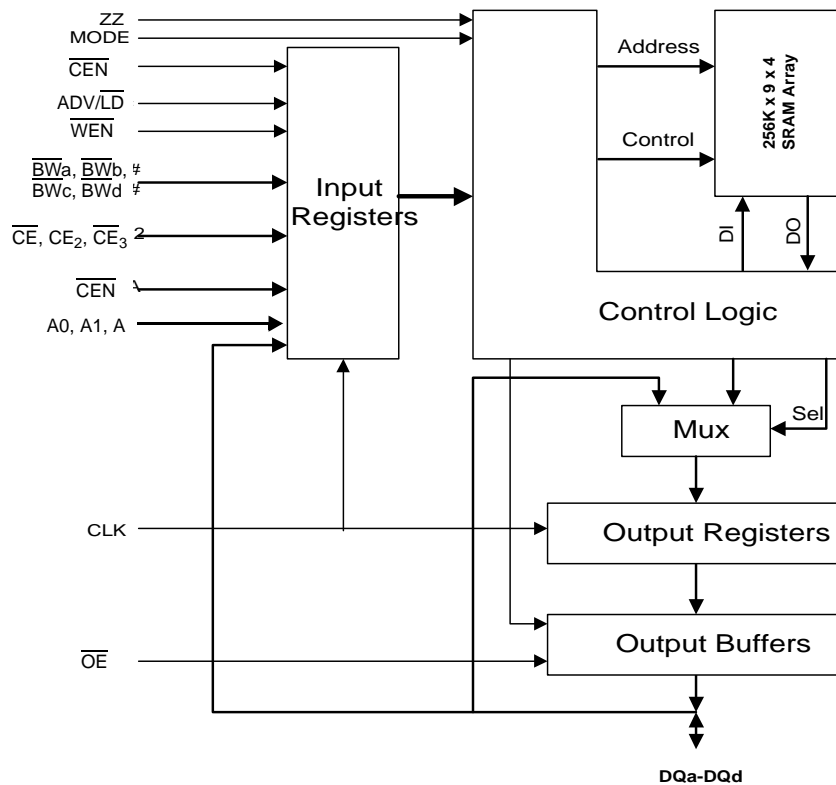 ZZ
MODE
CEN
ADV/LD
WEN
BWa, BWb,
BWc, BWd
CE, CE2, CE3
CEN
A0, A1, A
CLK
OE
Input
Registers
Address
Control
256K x 9 x 4
SRAM Array
DI
DO
Control Logic
Sel
Mux
Output Registers
Output Buffers
DQa-DQd